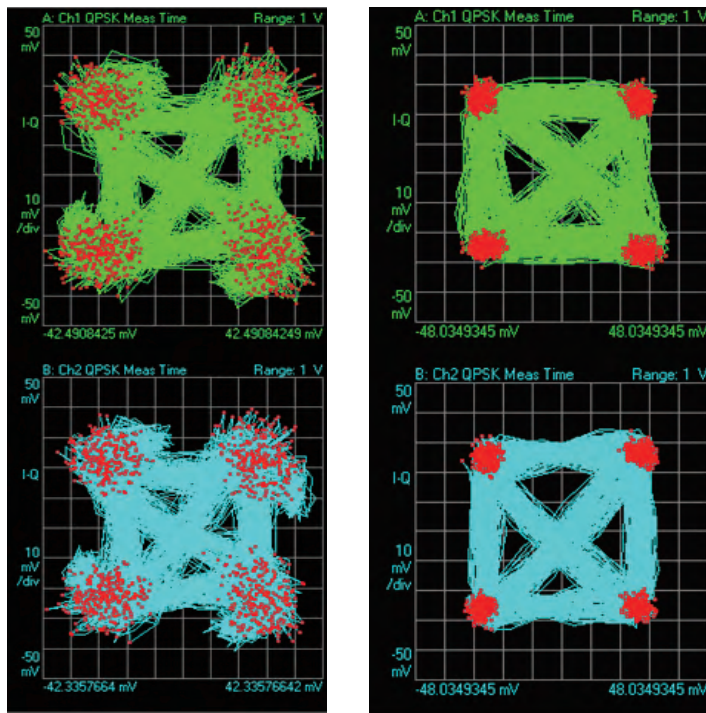 A: Ch1 QPSK Meas Time Range: 1 V
50
mV
I-Q
10
mV
/div
-50
mV
-42.4908425 mV 42.49084249 mV
A: Ch1 QPSK Meas Time Range: 1 V
50
mV
I-Q
10
mV
/div
-50
mV
-48.0349345 mV 48.0349345 mV
B: Ch2 QPSK Meas Time Range: 1 V
50
mV
I-Q
10
mV
/div
-50
mV
-42.3357664 mV 42.33576642 mV
B: Ch2 QPSK Meas Time Range: 1 V
50
mV
I-Q
10
mV
/div
-50
mV
-48.0349345 mV 48.0349345 mV